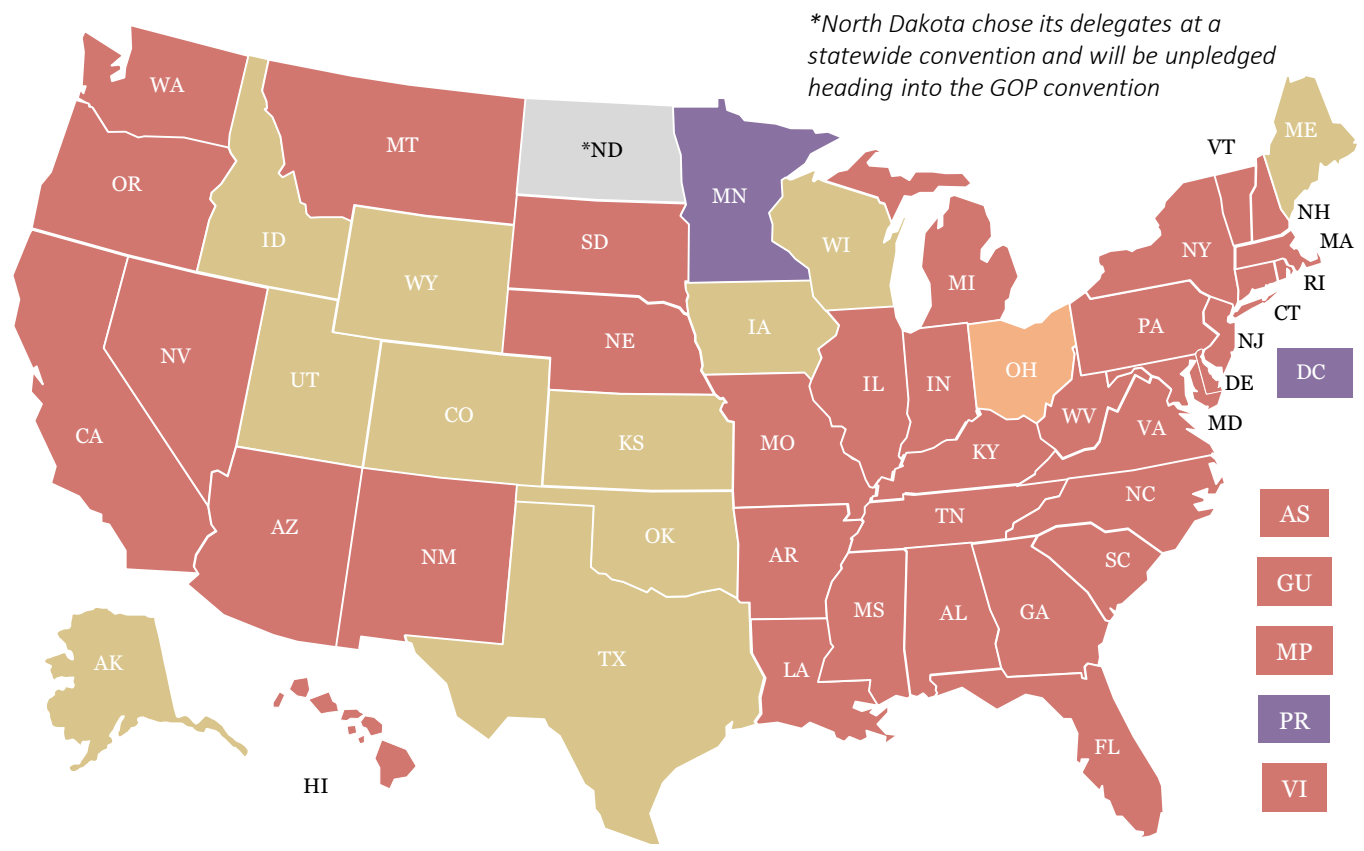 *North Dakota chose its delegates at a
statewide convention and will be unpledged
heading into the GOP convention
WA
MT
*ND
MN
ME
VT
OR
ID
SD
WI
MI
NY
NH
MA
WY
RI
CT
NE
IA
PA
NJ
NV
UT
CO
IL
IN
OH
DE
DC
MD
CA
KS
MO
WV
VA
KY
NC
AZ
NM
OK
AR
TN
SC
AS
MS
AL
GA
GU
AK
TX
LA
MP
FL
PR
HI
VI